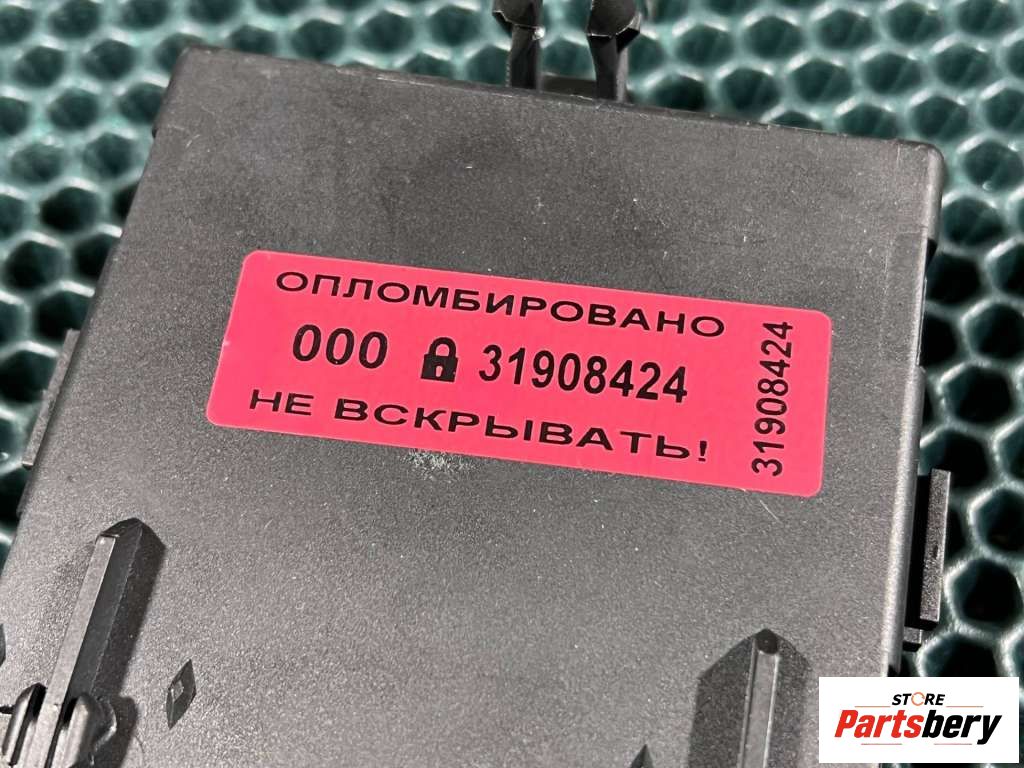 ОПЛОМБИРОВАНО
000 31908424
НЕ ВСКРЫВАТЬ!
31908424
STORE
Partsbery